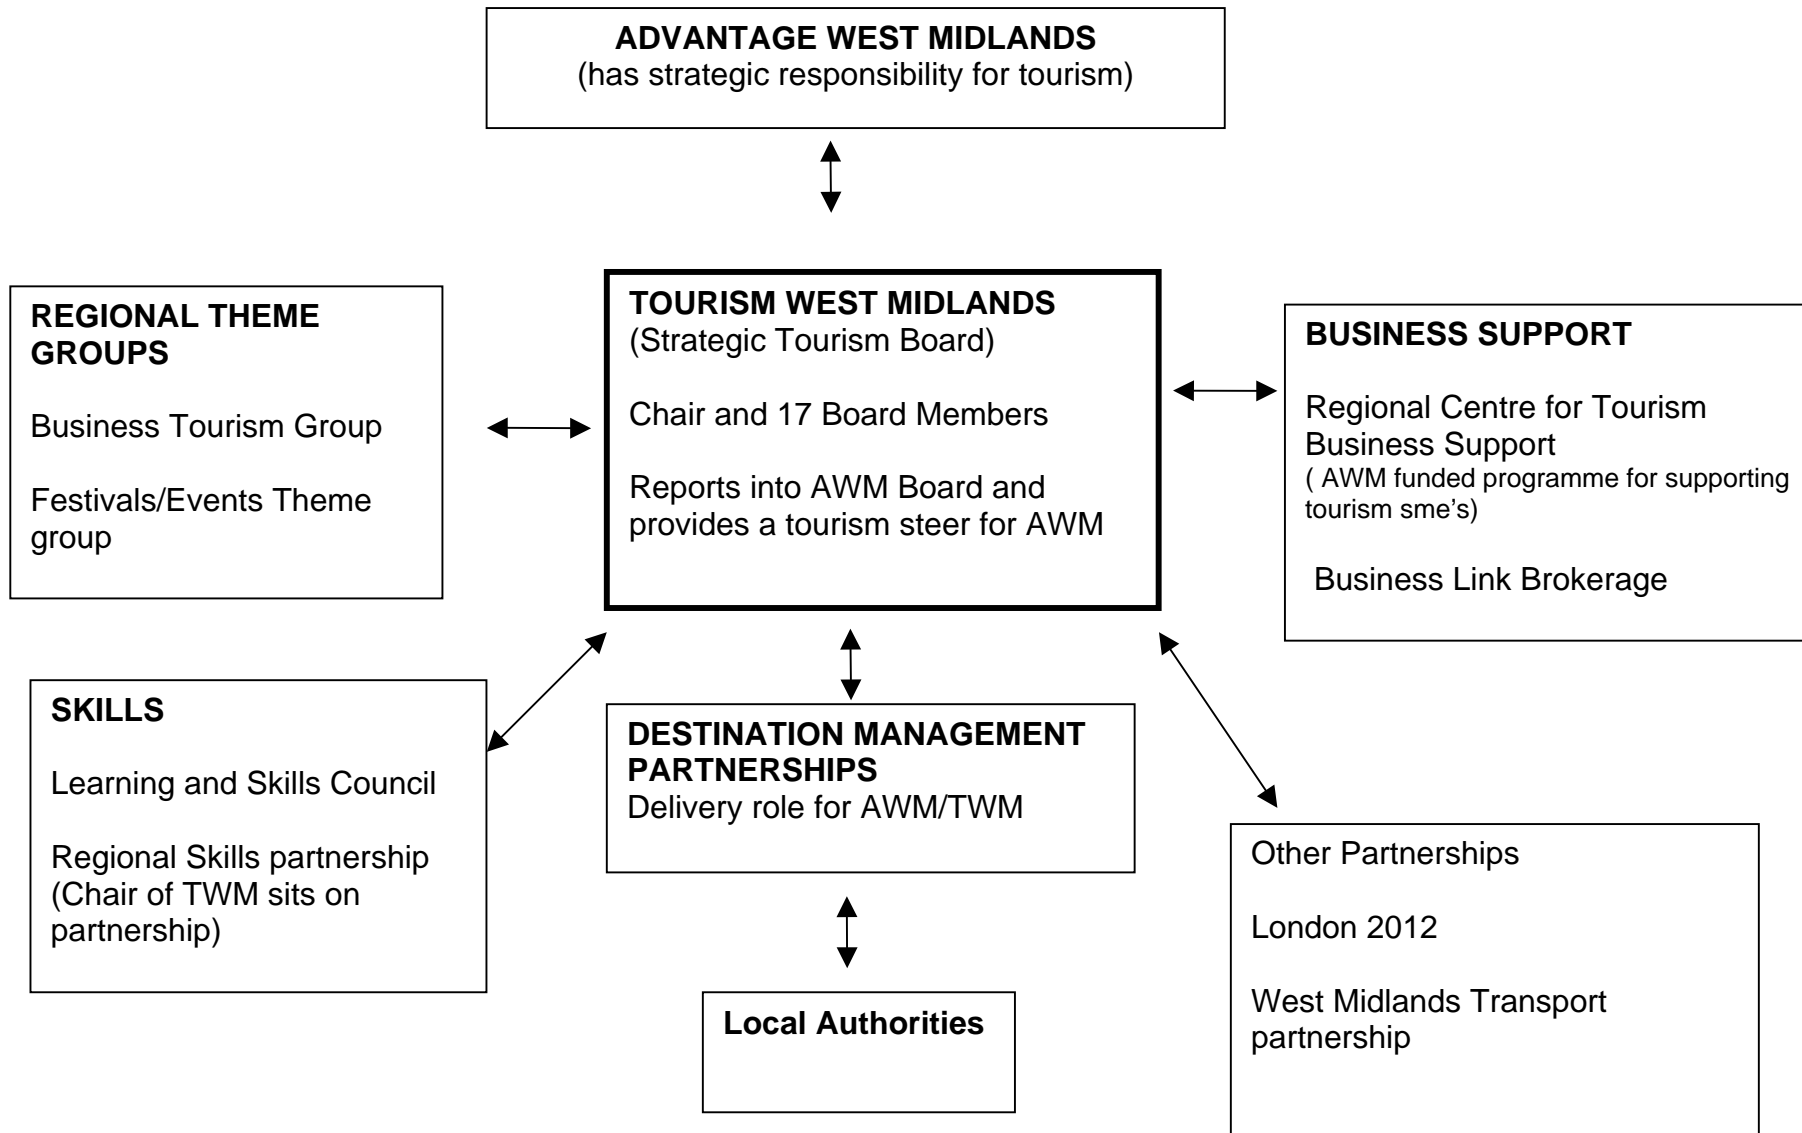 ADVANTAGE WEST MIDLANDS
(has strategic responsibility for tourism)
REGIONAL THEME
GROUPS
Business Tourism Group
Festivals/Events Theme
group
TOURISM WEST MIDLANDS
(Strategic Tourism Board)
Chair and 17 Board Members
Reports into AWM Board and
provides a tourism steer for AWM
BUSINESS SUPPORT
Regional Centre for Tourism
Business Support
( AWM funded programme for supporting
tourism sme's)
Business Link Brokerage
SKILLS
Learning and Skills Council
Regional Skills partnership
(Chair of TWM sits on
partnership)
DESTINATION MANAGEMENT
PARTNERSHIPS
Delivery role for AWM/TWM
Other Partnerships
London 2012
West Midlands Transport
partnership
Local Authorities